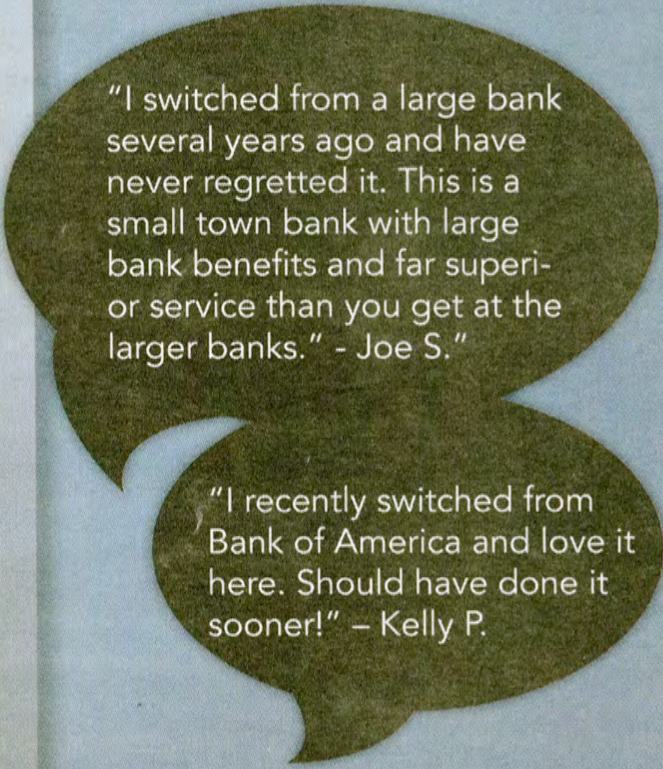 “I switched from a large bank
several years ago and have
never regretted it. This is a
small town bank with large
bank benefits and far superi-
or service than you get at the
larger banks.” - Joe S.”
“I recently switched from
Bank of America and love it
here. Should have done it
sooner!” – Kelly P.